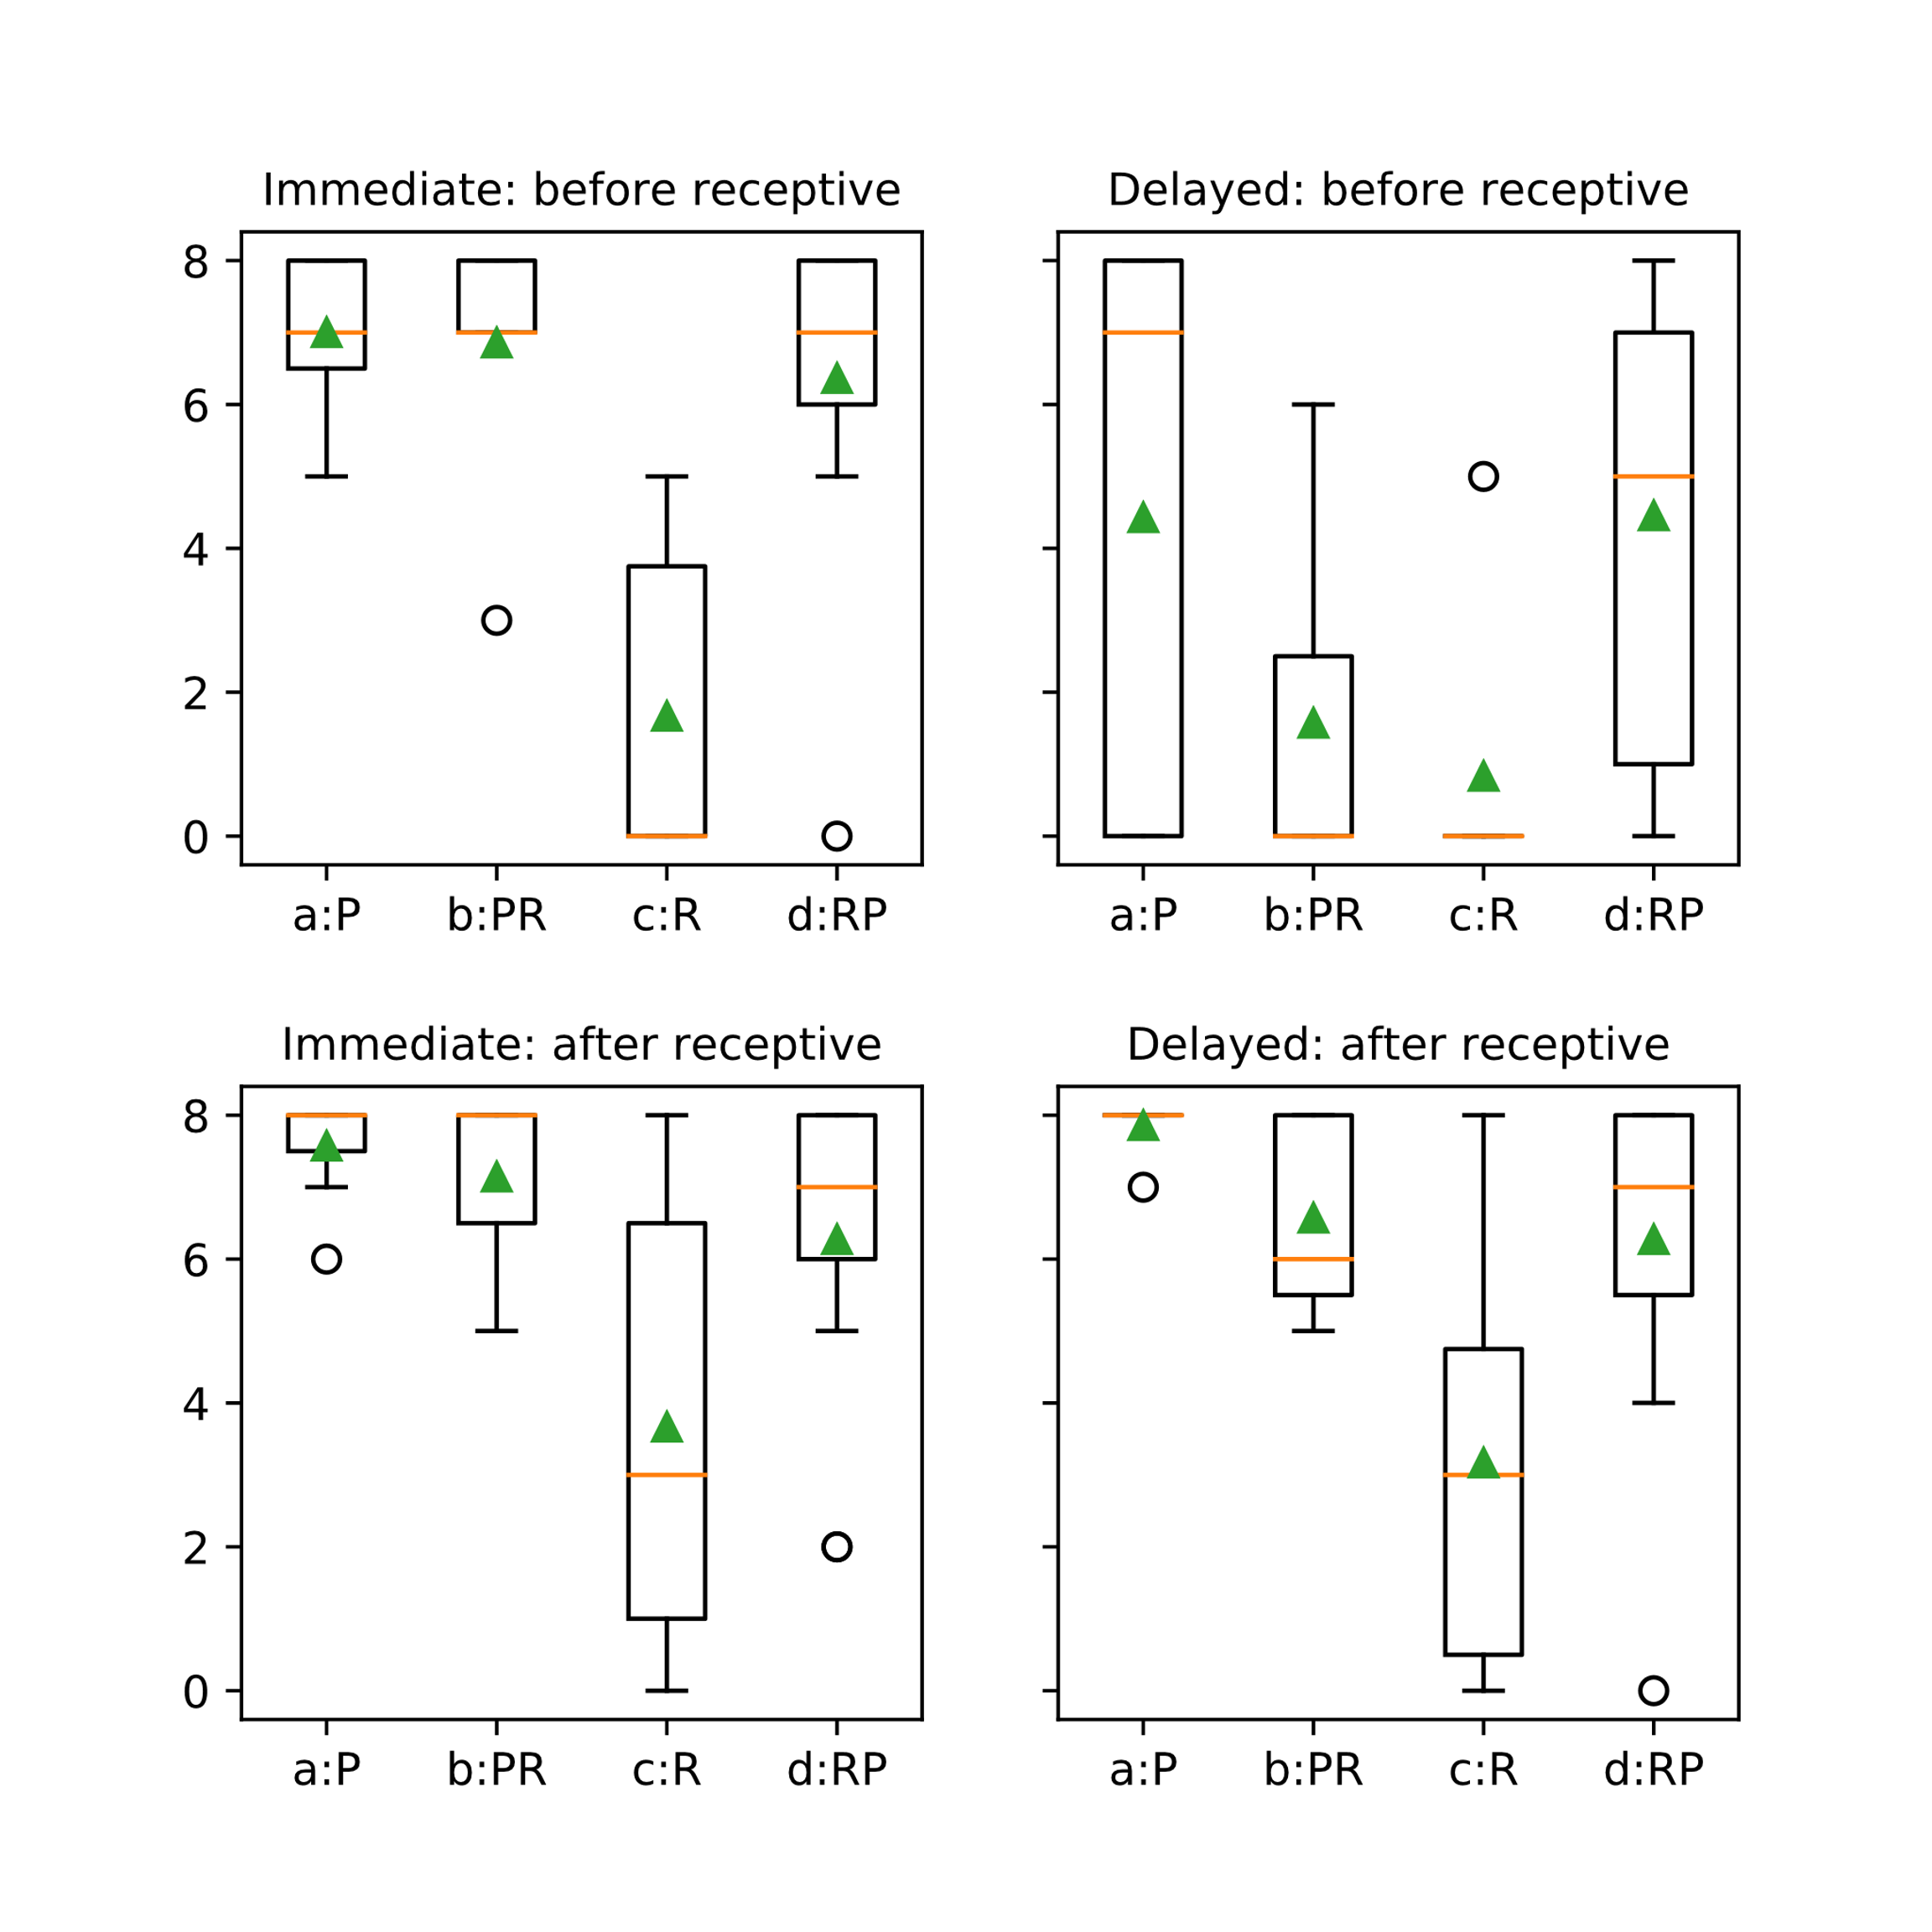 Immediate: before receptive
8
6
4
2
0
a:P b:PR c:R d:RP
Delayed: before receptive
a:P b:PR c:R d:RP
Immediate: after receptive
8
6
4
2
0
a:P b:PR c:R d:RP
Delayed: after receptive
a:P b:PR c:R d:RP